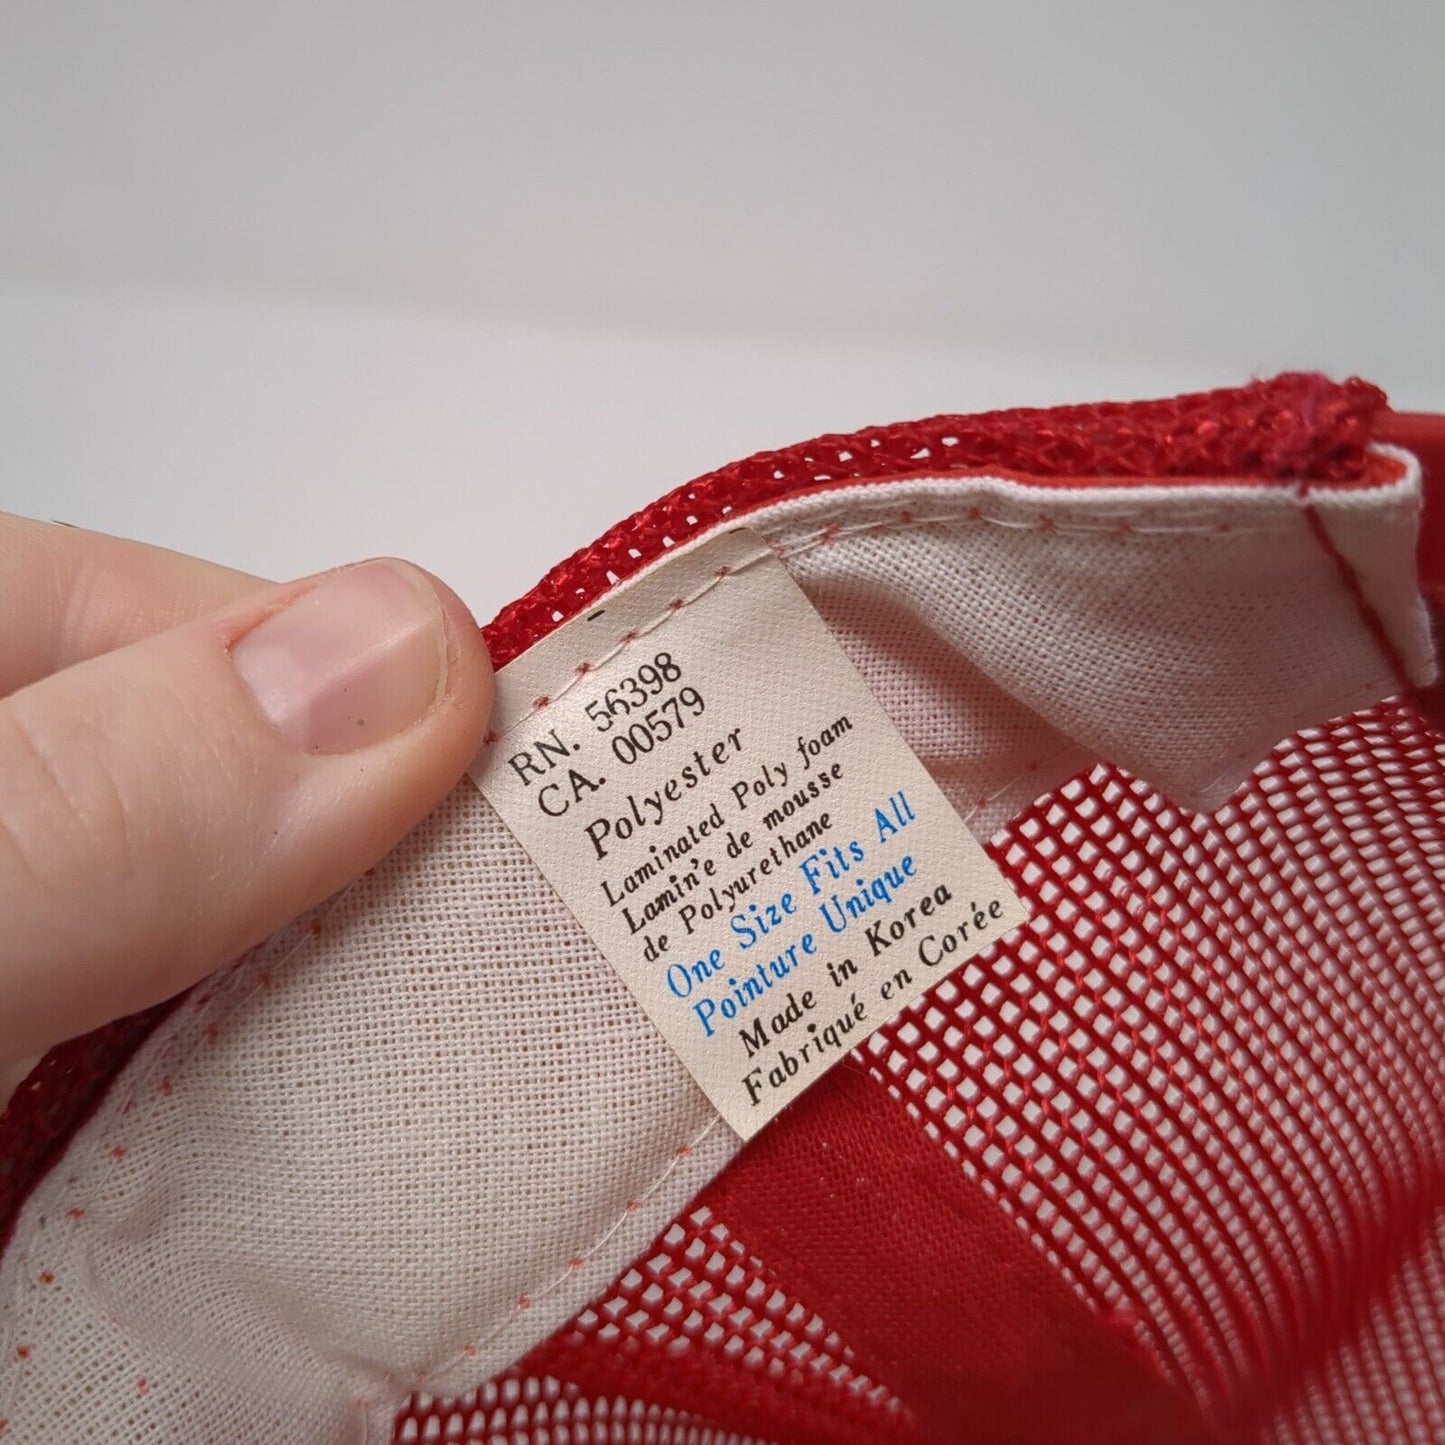 RN. 56398
CA. 00579
Polyester
Laminated Poly foam
Lamin'e de mousse
de Polyurethane
One Size Fits All
Pointure Unique
Made in Korea
Fabriqué en Corée